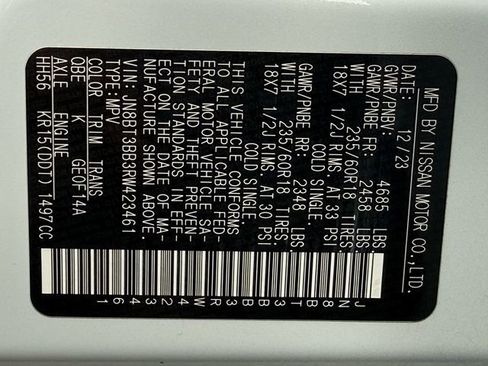 MFD BY NISSAN MOTOR CO.,LTD.
DATE: 12/23
GVWR/PNBV: 4685 LBS.
GAWR/PNBE FR: 2458 LBS.
WITH 235/60R18 TIRES,
18X7 1/2J RIMS, AT 33 PSI
COLD (SINGLE).
GAWR/PNBE RR: 2348 LBS.
WITH 235/60R18 TIRES,
18X7 1/2J RIMS, AT 30 PSI
COLD (SINGLE).
THIS VEHICLE CONFORMS
TO ALL APPLICABLE FED-
ERAL MOTOR VEHICLE SA-
FETY AND THEFT PREVEN-
TION STANDARDS IN EFF-
ECT ON THE DATE OF MA-
NUFACTURE SHOWN ABOVE.
VIN: JN8BT3BB3RW423461
TYPE: MPV
COLOR TRIM TRANS
QBE K GE0F14A
AXLE ENGINE
HH56 KR15(DDT) 1497CC
JN8BT3BB3RW423461